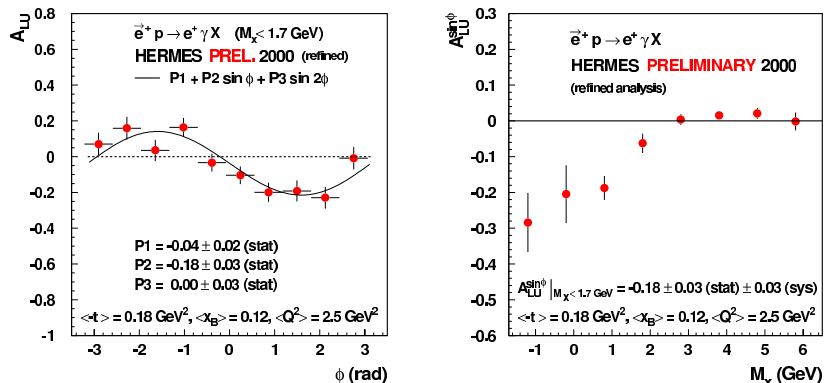 A_LU
e⃗⁺ p → e⁺ γ X (M_x < 1.7 GeV)
HERMES PREL. 2000 (refined)
P1 + P2 sin ϕ + P3 sin 2ϕ
0.8
0.6
0.4
0.2
0
-0.2
-0.4
-0.6
-0.8
-1
P1 = -0.04 ± 0.02 (stat)
P2 = -0.18 ± 0.03 (stat)
P3 = 0.00 ± 0.03 (stat)
<-t> = 0.18 GeV², <x_B> = 0.12, <Q²> = 2.5 GeV²
-3 -2 -1 0 1 2 3
ϕ (rad)
A_LU^sinϕ
e⃗⁺ p → e⁺ γ X
HERMES PRELIMINARY 2000
(refined analysis)
0.3
0.2
0.1
0
-0.1
-0.2
-0.3
-0.4
-0.5
-0.6
A_LU^sinϕ |_M_x < 1.7 GeV = -0.18 ± 0.03 (stat) ± 0.03 (sys)
<-t> = 0.18 GeV², <x_B> = 0.12, <Q²> = 2.5 GeV²
-1 0 1 2 3 4 5 6
M_x (GeV)